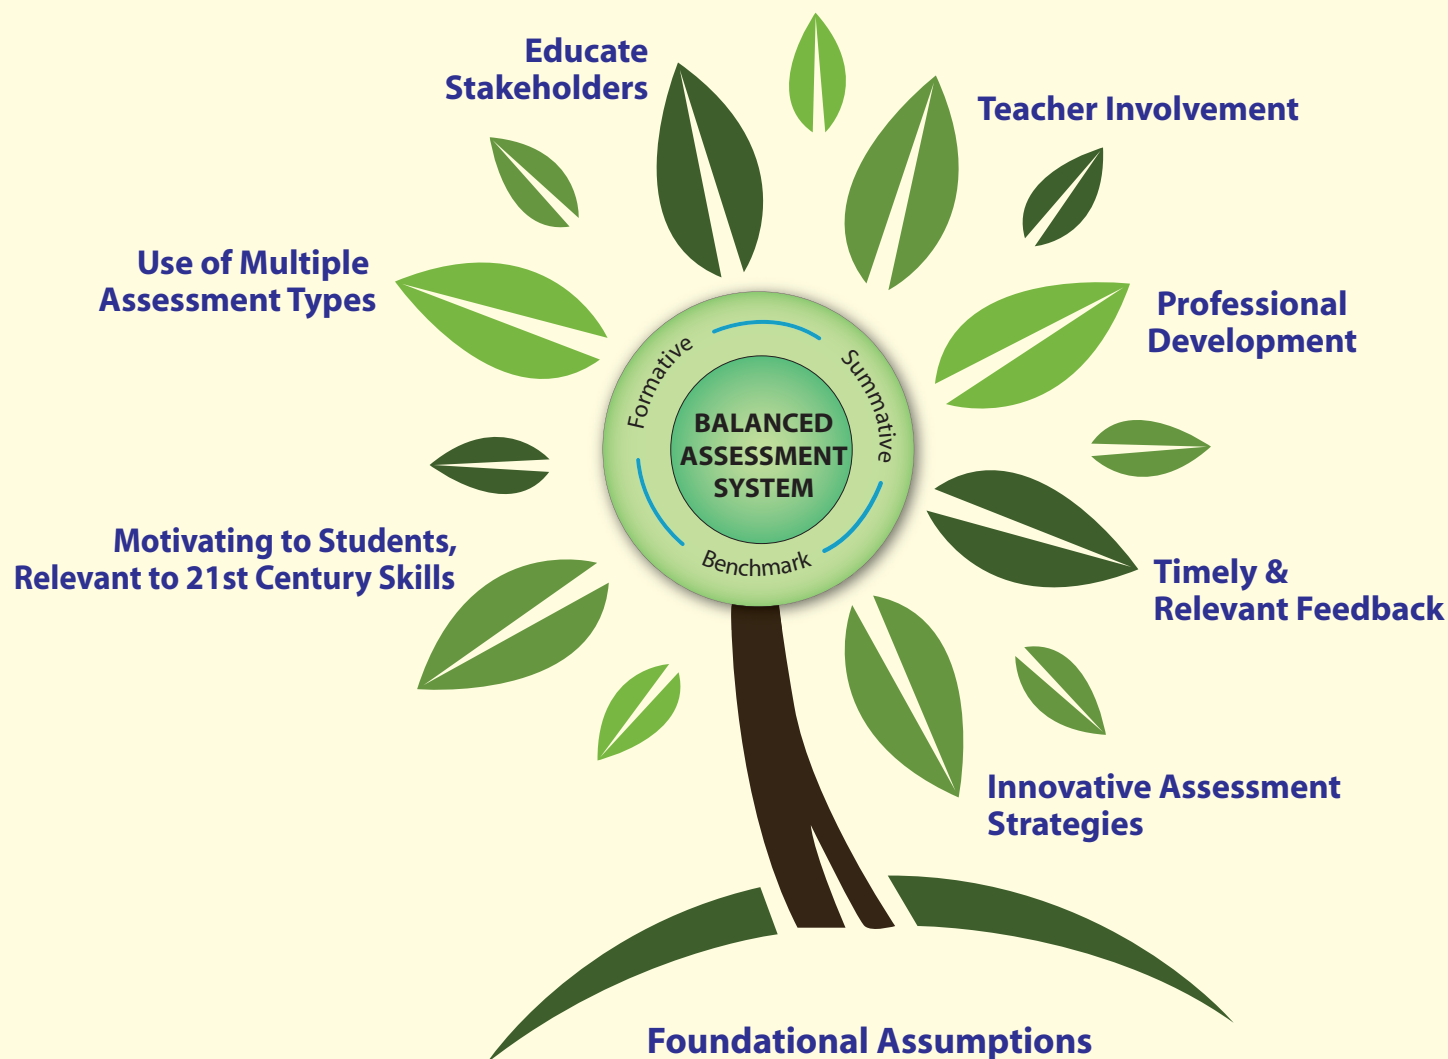 Educate
Stakeholders
Teacher Involvement
Use of Multiple
Assessment Types
Professional
Development
Formative
Summative
BALANCED
ASSESSMENT
SYSTEM
Benchmark
Motivating to Students,
Relevant to 21st Century Skills
Timely &
Relevant Feedback
Innovative Assessment
Strategies
Foundational Assumptions